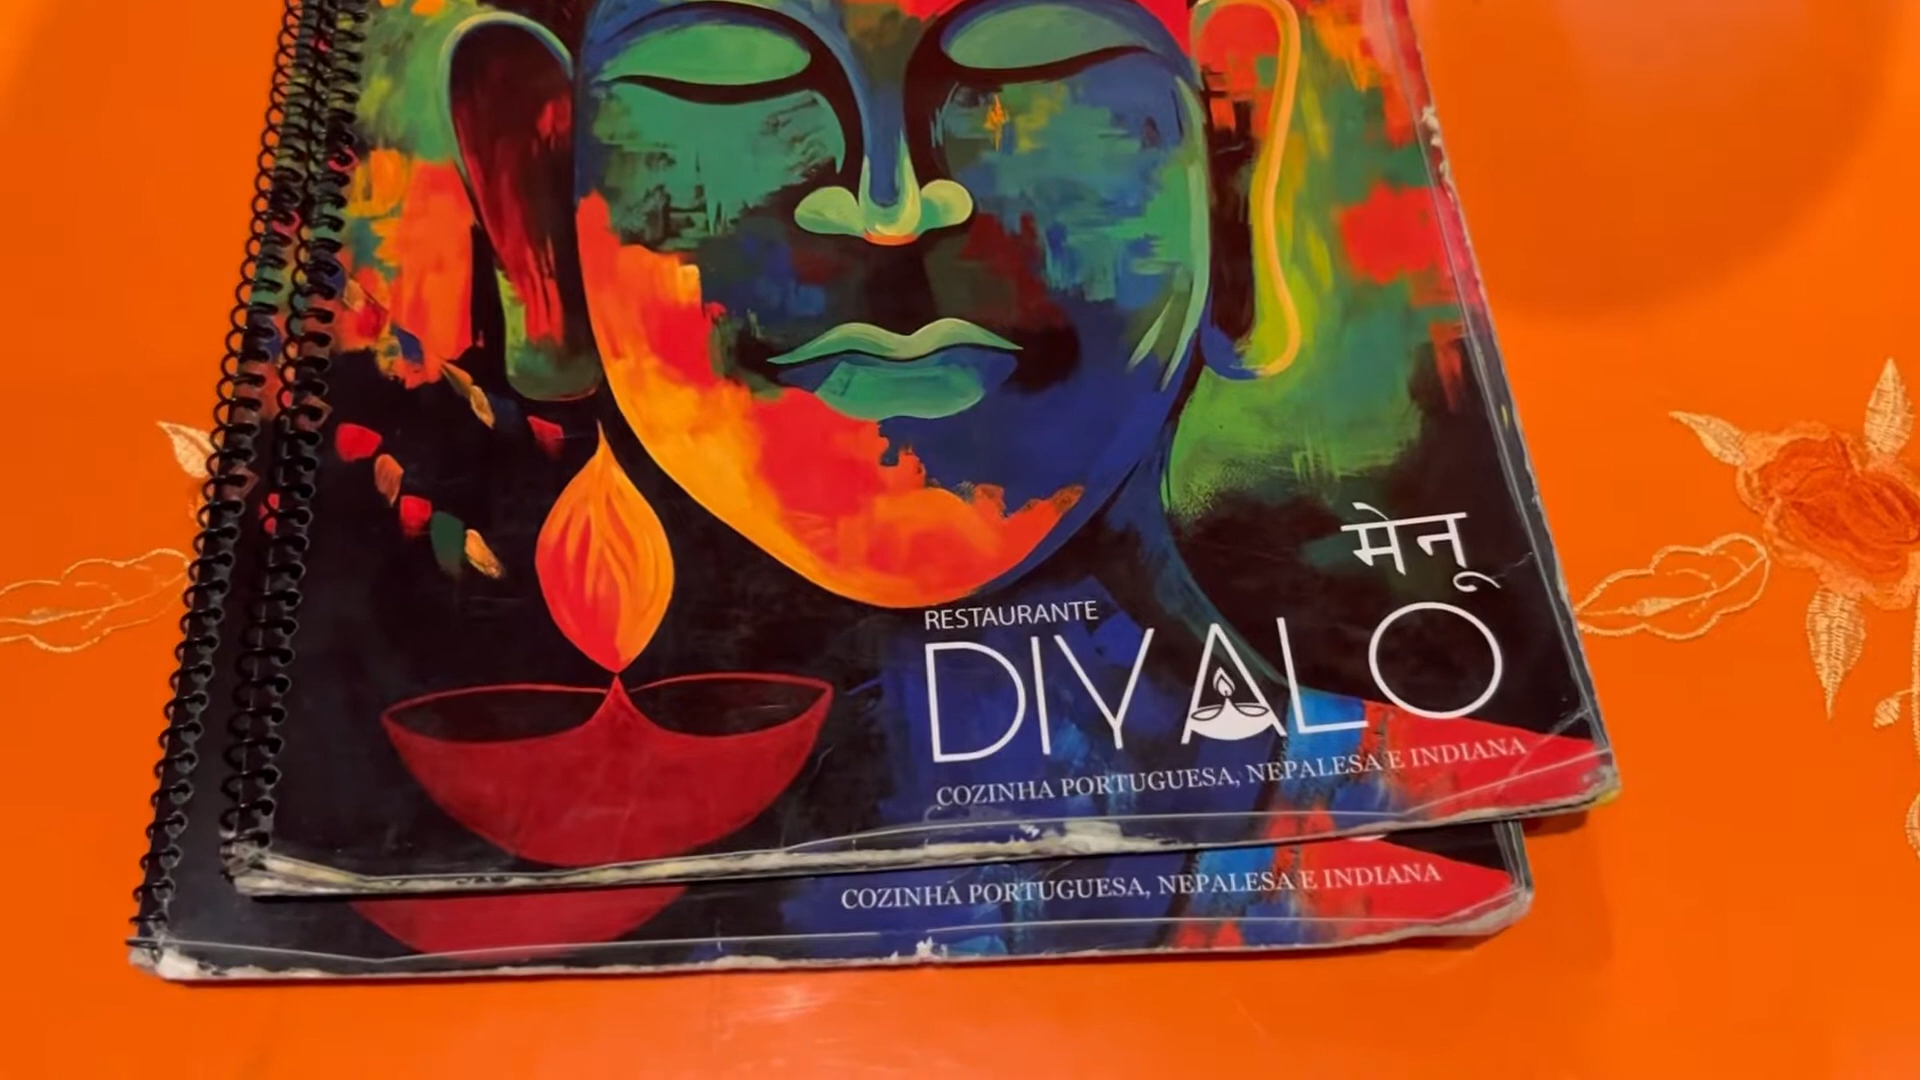 मेनू
RESTAURANTE
DIYALO
COZINHA PORTUGUESA, NEPALESA E INDIANA
COZINHA PORTUGUESA, NEPALESA E INDIANA